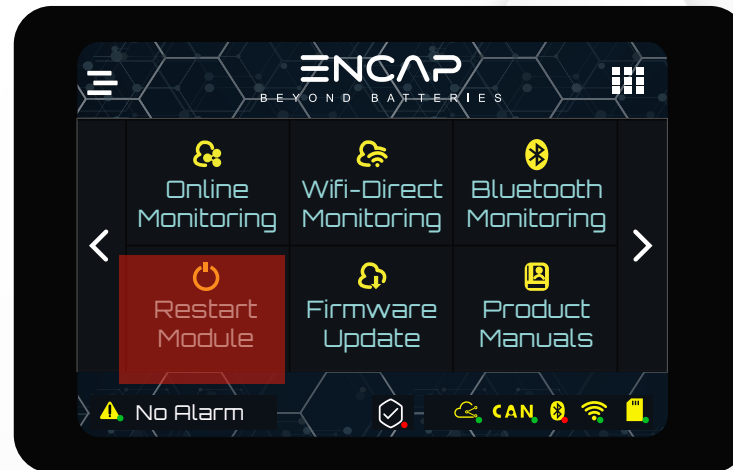 ENCAP
BEYOND BATTERIES
Online
Monitoring
Wifi-Direct
Monitoring
Bluetooth
Monitoring
Restart
Module
Firmware
Update
Product
Manuals
No Alarm
CAN